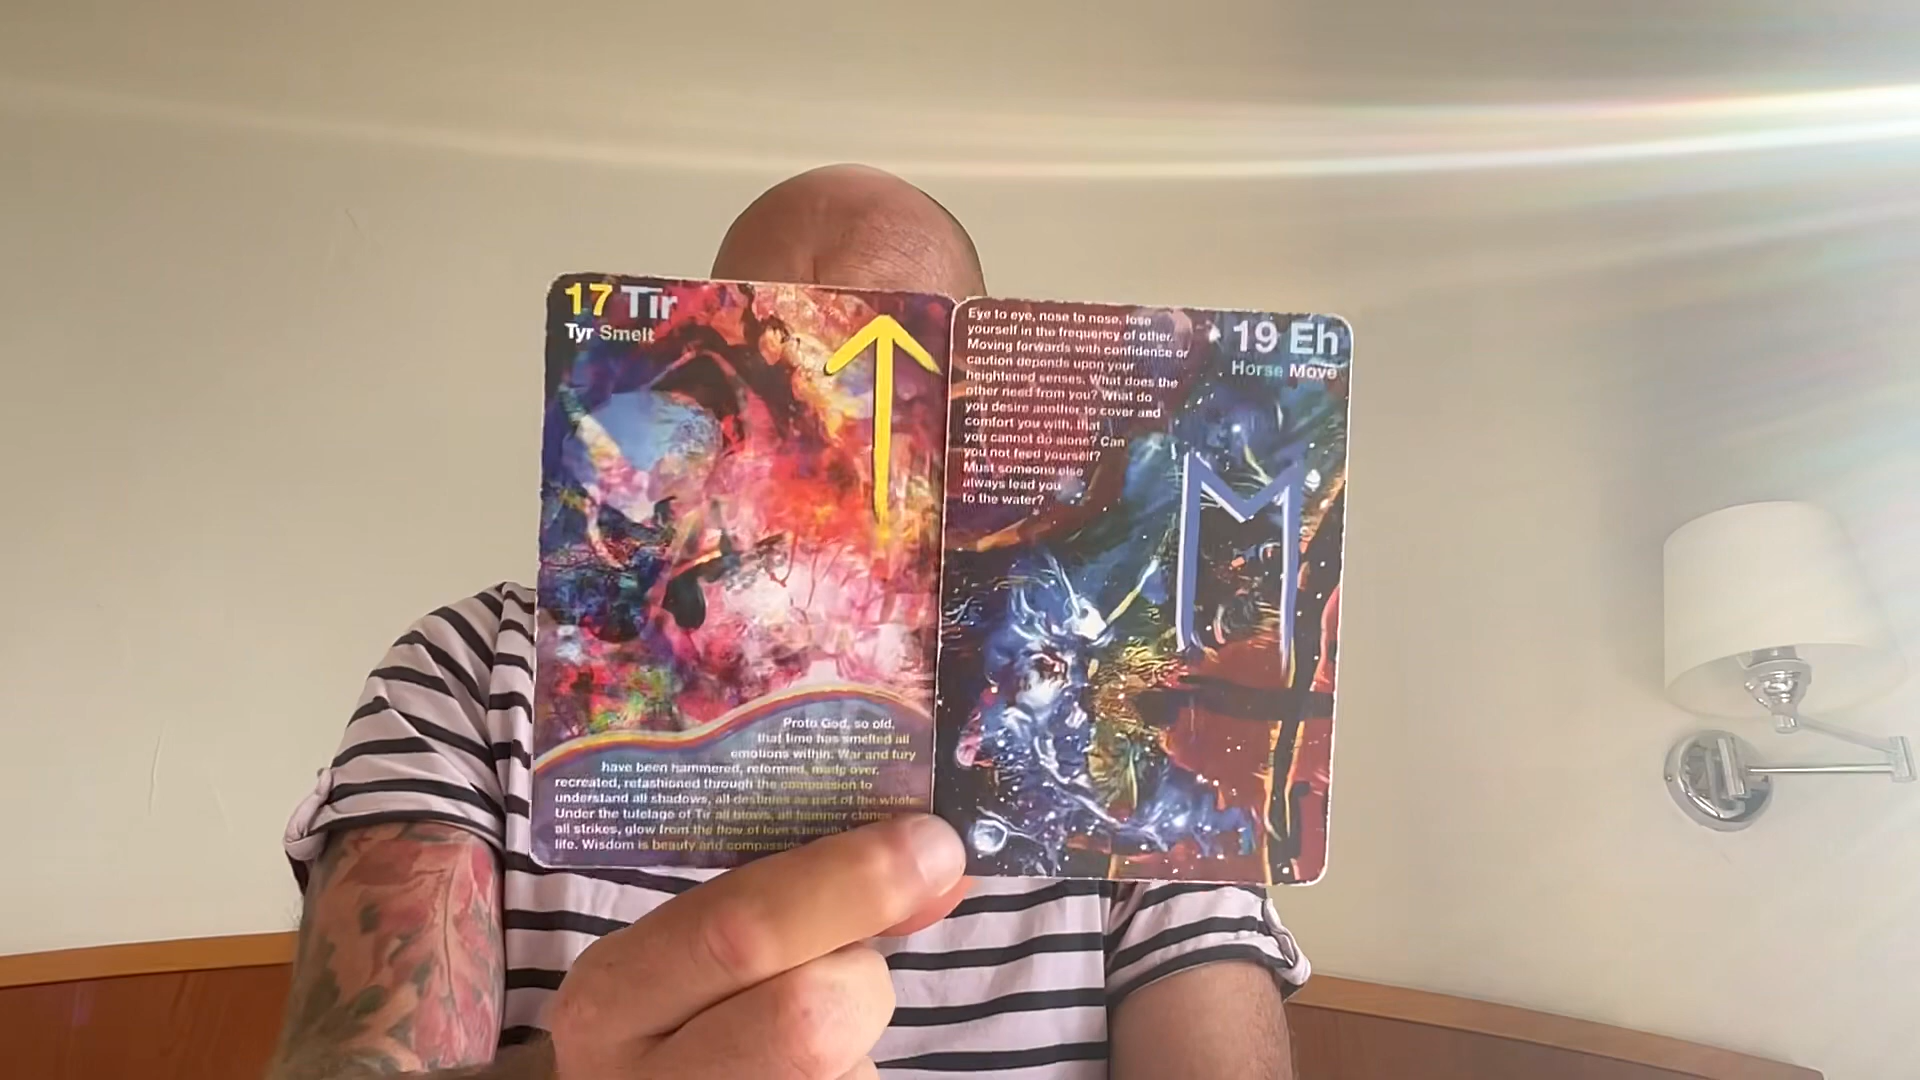 17 Tir
Tyr Smelt
Proto God, so old,
that time has smelted all
emotions within. War and fury
have been hammered, reformed, made over,
recreated, refashioned through the compassion to
understand all shadows, all destinies as part of the whole.
Under the tutelage of Tir all blows, all hammer clangs
all strikes, glow from the flow of love's breath
life. Wisdom is beauty and compassion
Eye to eye, nose to nose, lose
yourself in the frequency of other.
Moving forwards with confidence or
caution depends upon your
heightened senses. What does the
other need from you? What do
you desire another to cover and
comfort you with, that
you cannot do alone? Can
you not feed yourself?
Must someone else
always lead you
to the water?
19 Eh
Horse Move